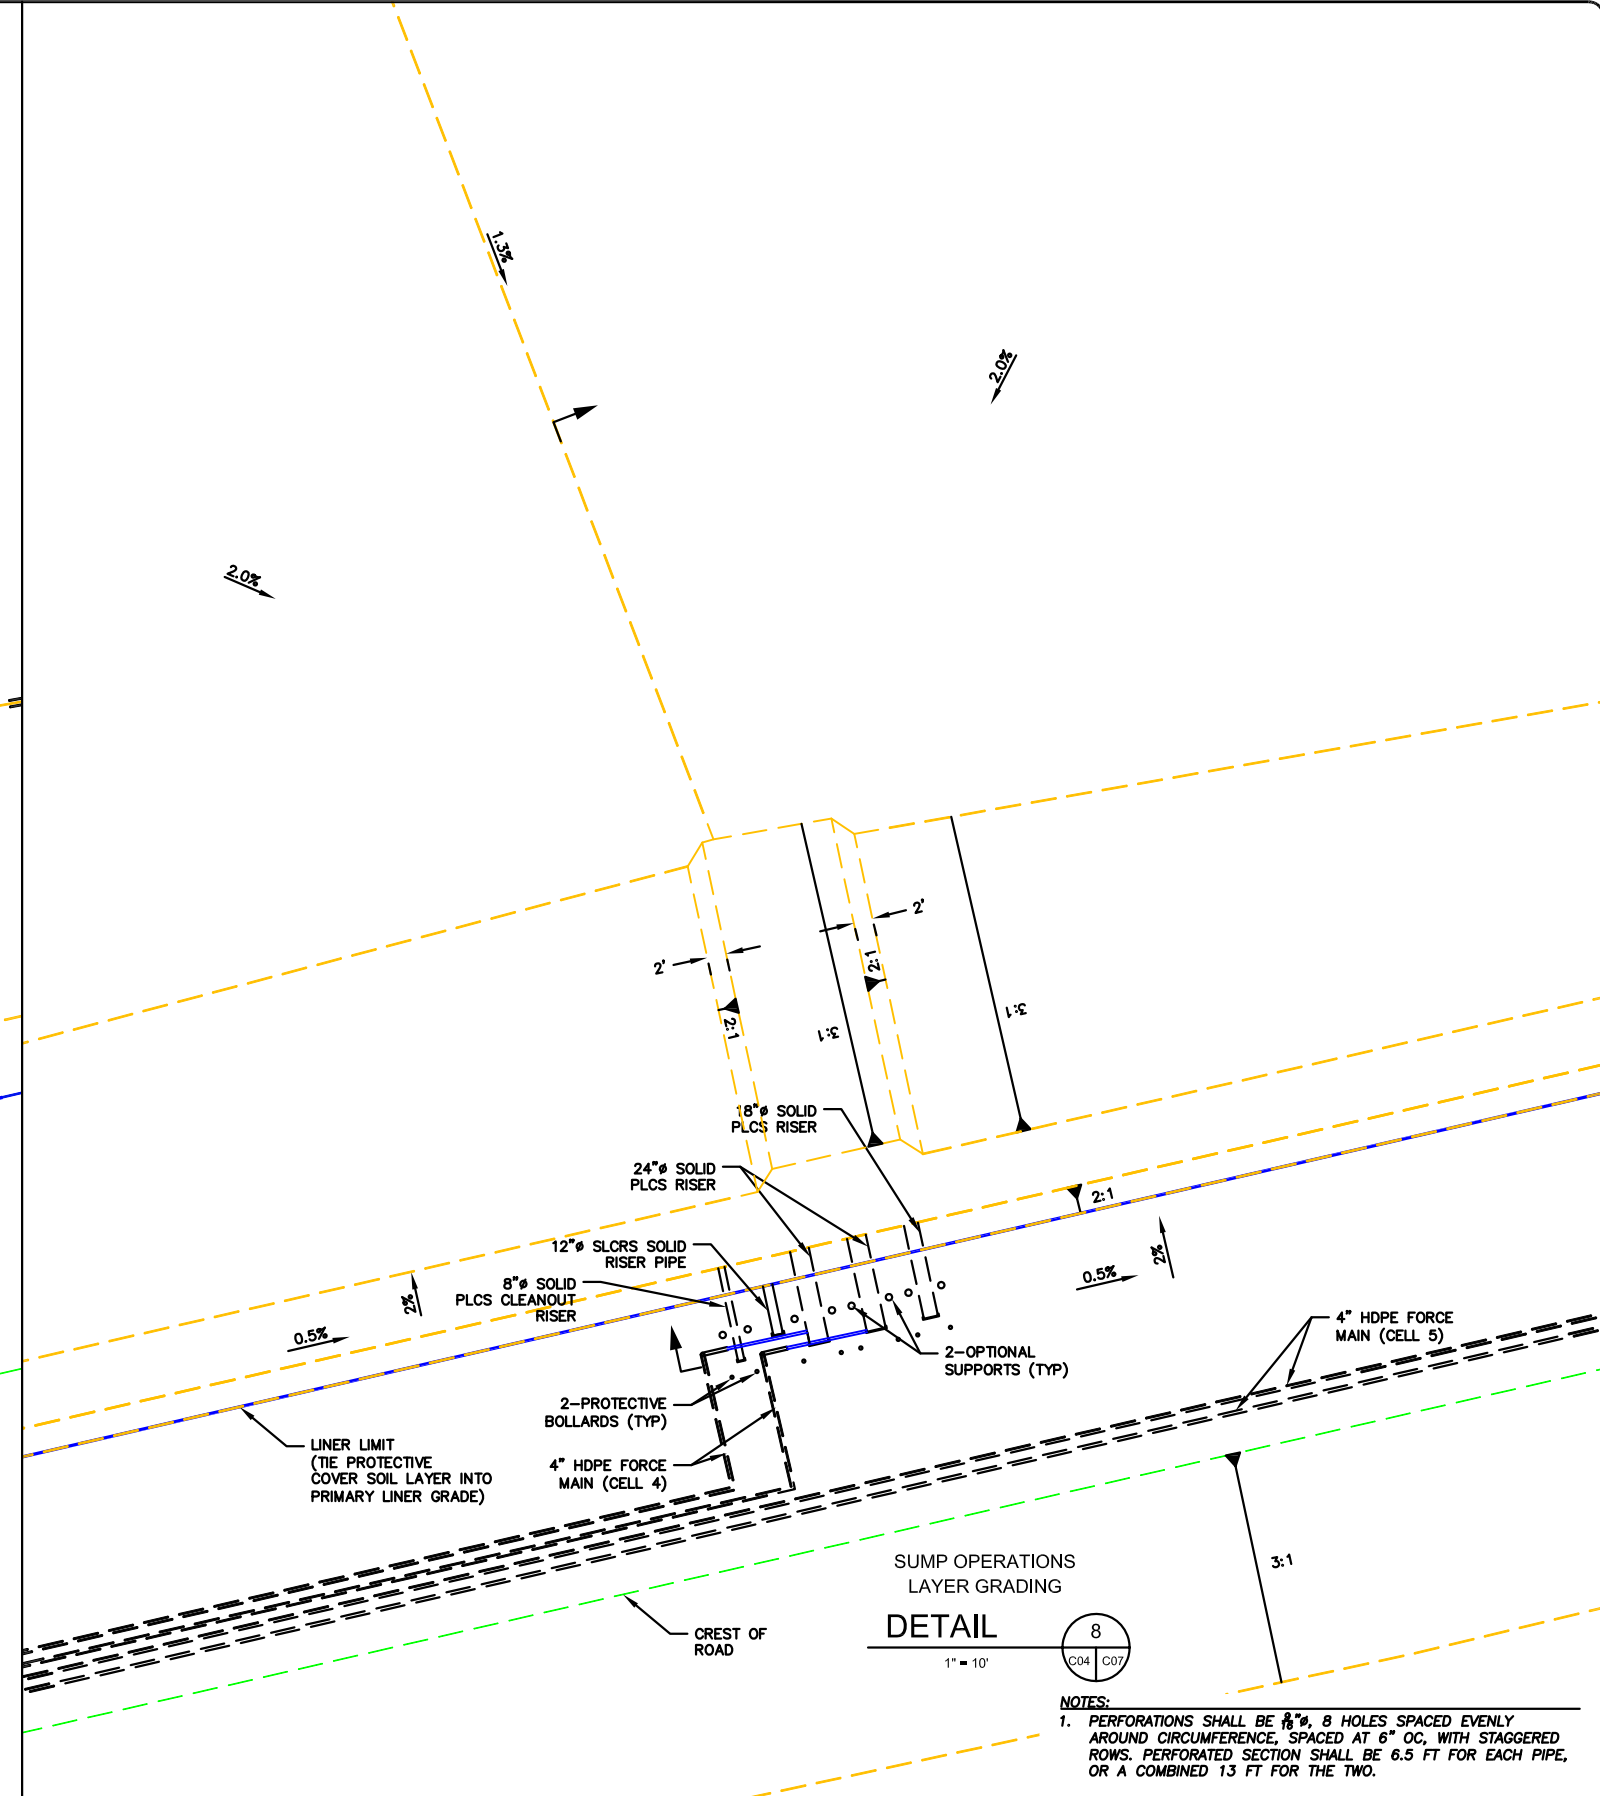 1.3%
2.0%
2.0%
2'
2'
2:1
2:1
3:1
3:1
18"ø SOLID
PLCS RISER
24"ø SOLID
PLCS RISER
2:1
12"ø SLCRS SOLID
RISER PIPE
8"ø SOLID
PLCS CLEANOUT
RISER
2%
2%
0.5%
0.5%
4" HDPE FORCE
MAIN (CELL 5)
2-OPTIONAL
SUPPORTS (TYP)
2-PROTECTIVE
BOLLARDS (TYP)
LINER LIMIT
(TIE PROTECTIVE
COVER SOIL LAYER INTO
PRIMARY LINER GRADE)
4" HDPE FORCE
MAIN (CELL 4)
3:1
CREST OF
ROAD
SUMP OPERATIONS
LAYER GRADING
DETAIL
1" = 10'
8
C04 C07
NOTES:
1. PERFORATIONS SHALL BE "ø, 8 HOLES SPACED EVENLY
AROUND CIRCUMFERENCE, SPACED AT 6" OC, WITH STAGGERED
ROWS. PERFORATED SECTION SHALL BE 6.5 FT FOR EACH PIPE,
OR A COMBINED 13 FT FOR THE TWO.